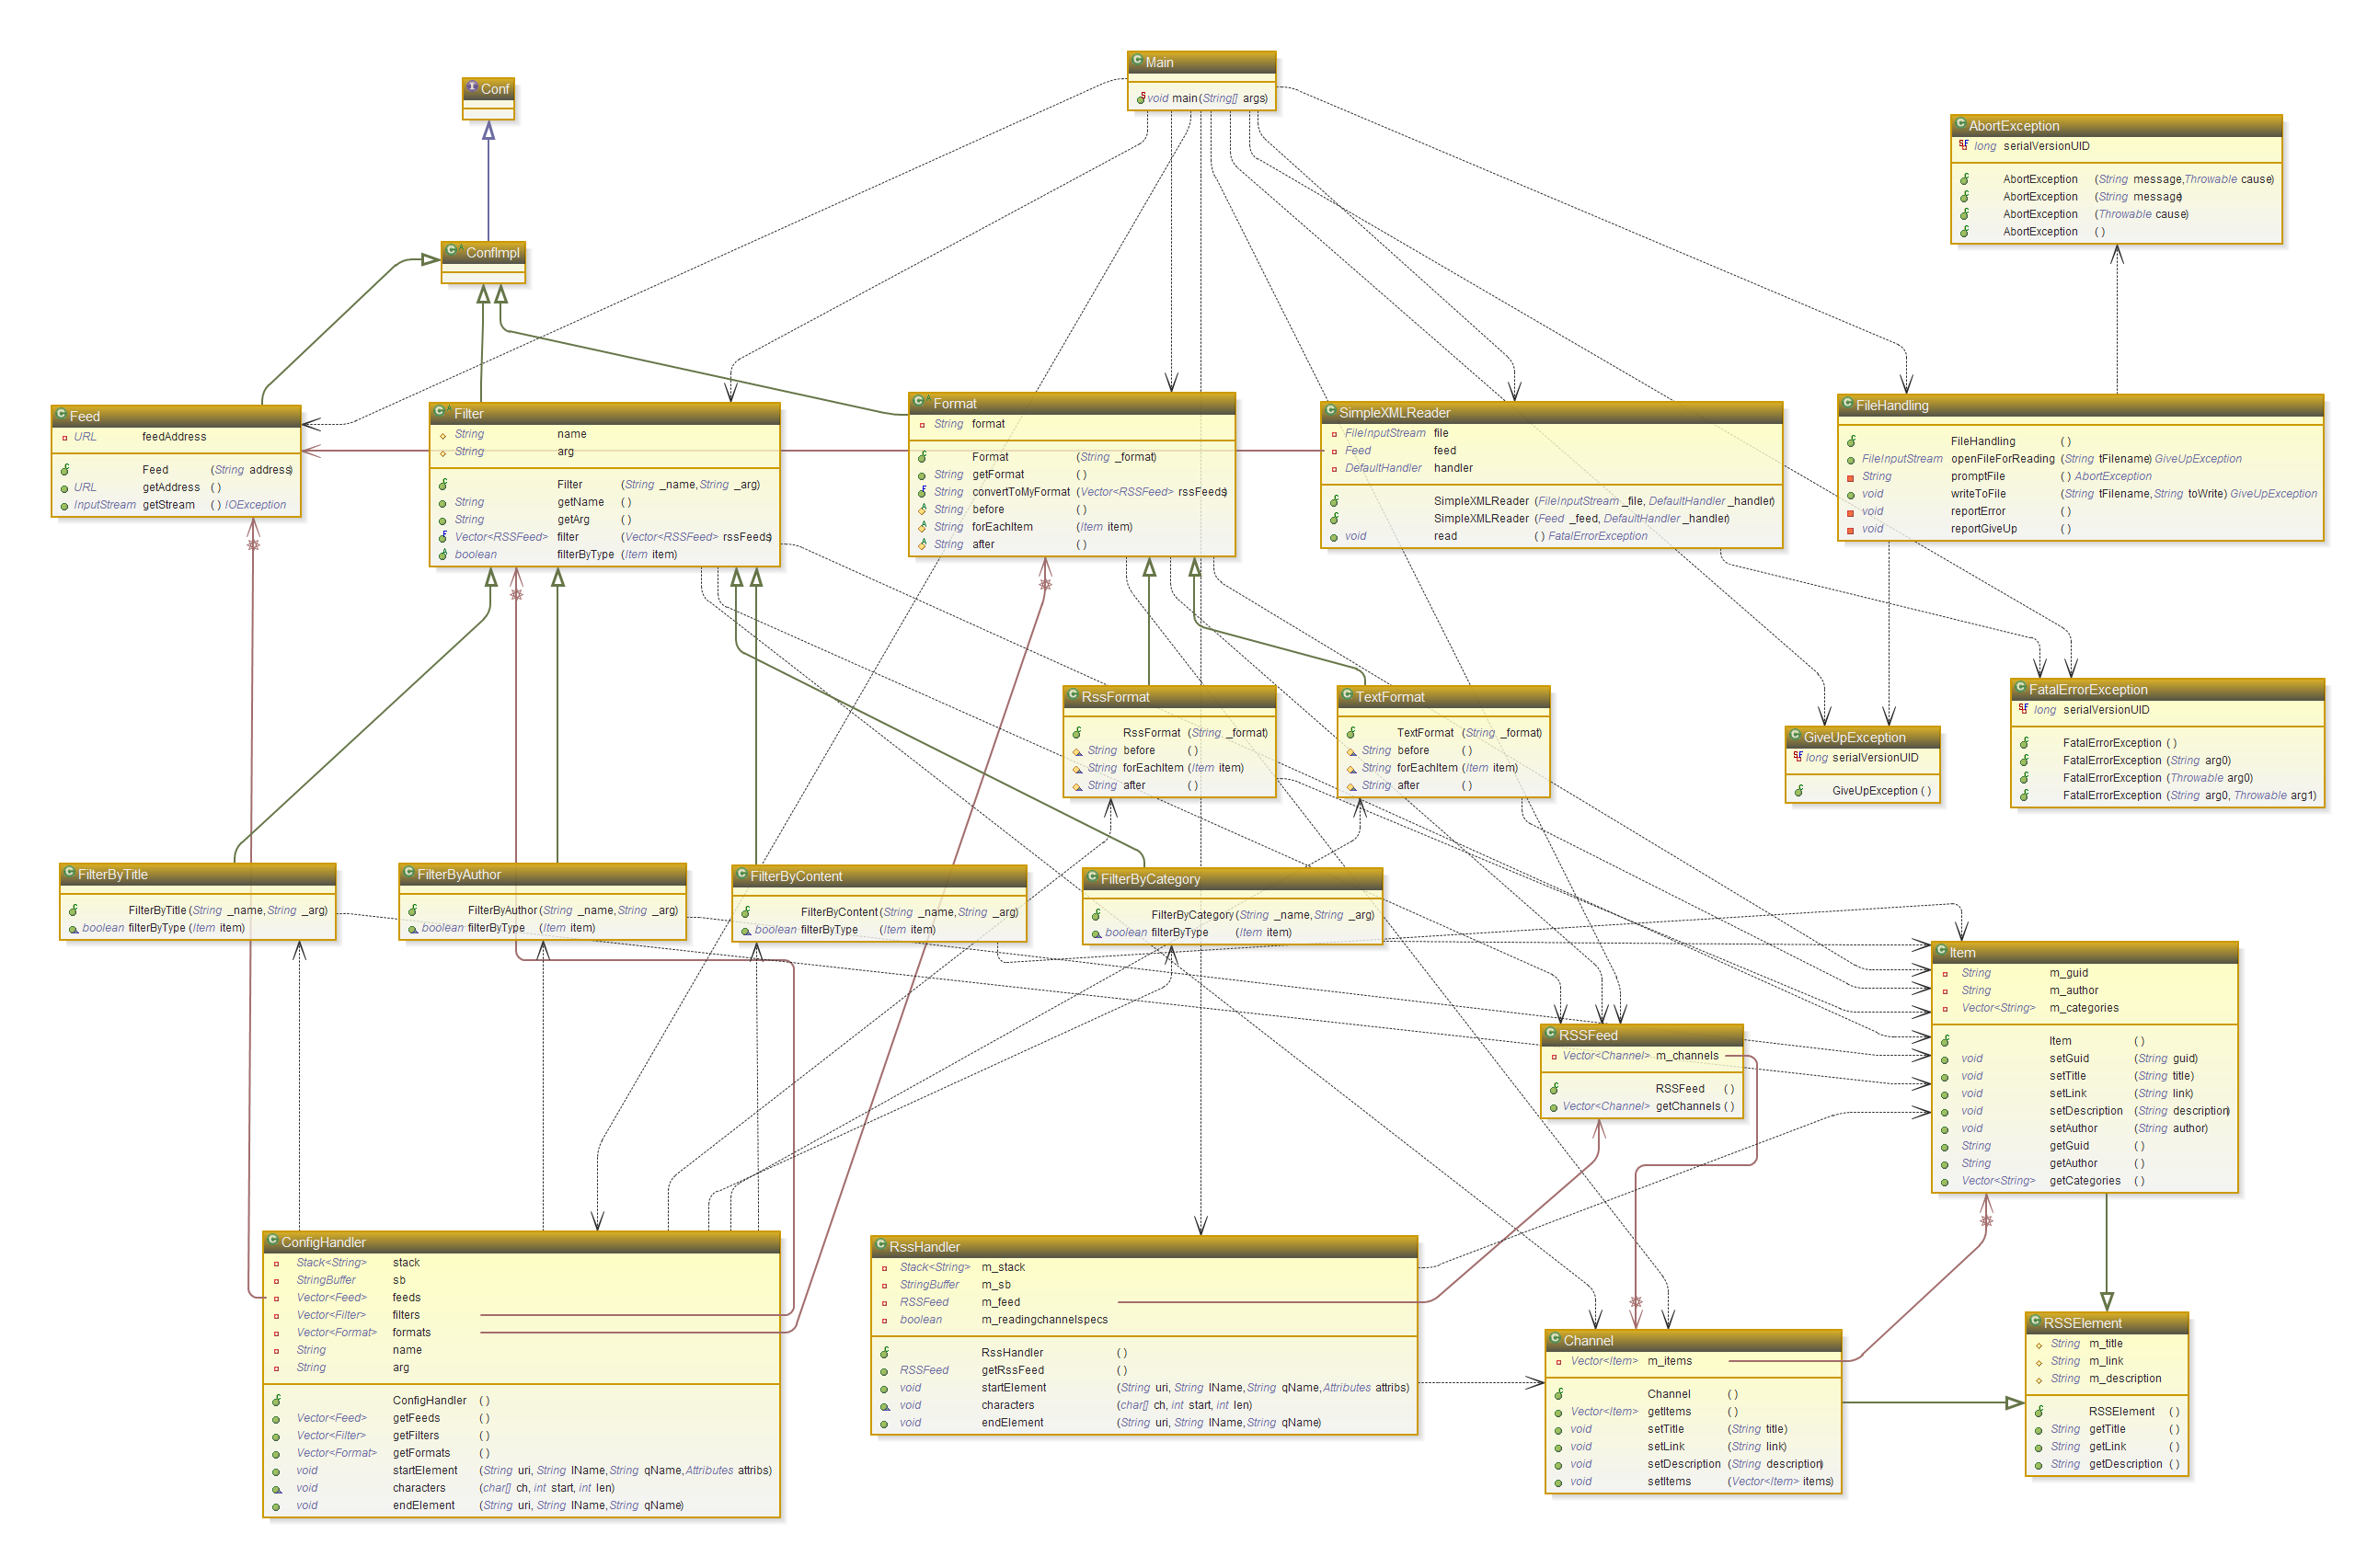 Main
void main (String[] args)
Conf
AbortException
long serialVersionUID
AbortException (String message,Throwable cause)
AbortException (String message)
AbortException (Throwable cause)
AbortException ( )
ConfImpl
Feed
URL feedAddress
Feed (String address)
URL getAddress ( )
InputStream getStream ( ) IOException
Filter
String name
String arg
Filter (String _name,String _arg)
String getName ( )
String getArg ( )
Vector<RSSFeed> filter (Vector<RSSFeed> rssFeeds)
boolean filterByType (Item item)
Format
String format
Format (String _format)
String getFormat ( )
String convertToMyFormat (Vector<RSSFeed> rssFeeds)
String before ( )
String forEachItem (Item item)
String after ( )
SimpleXMLReader
FileInputStream file
Feed feed
DefaultHandler handler
SimpleXMLReader (FileInputStream _file, DefaultHandler _handler)
SimpleXMLReader (Feed _feed, DefaultHandler _handler)
void read ( ) FatalErrorException
FileHandling
FileHandling ( )
FileInputStream openFileForReading (String tFilename) GiveUpException
String promptFile ( ) AbortException
void writeToFile (String tFilename,String toWrite) GiveUpException
void reportError ( )
void reportGiveUp ( )
RssFormat
RssFormat (String _format)
String before ( )
String forEachItem (Item item)
String after ( )
TextFormat
TextFormat (String _format)
String before ( )
String forEachItem (Item item)
String after ( )
GiveUpException
long serialVersionUID
GiveUpException ( )
FatalErrorException
long serialVersionUID
FatalErrorException ( )
FatalErrorException (String arg0)
FatalErrorException (Throwable arg0)
FatalErrorException (String arg0, Throwable arg1)
FilterByTitle
FilterByTitle (String _name,String _arg)
boolean filterByType (Item item)
FilterByAuthor
FilterByAuthor (String _name,String _arg)
boolean filterByType (Item item)
FilterByContent
FilterByContent (String _name,String _arg)
boolean filterByType (Item item)
FilterByCategory
FilterByCategory (String _name,String _arg)
boolean filterByType (Item item)
Item
String m_guid
String m_author
Vector<String> m_categories
Item ( )
void setGuid (String guid)
void setTitle (String title)
void setLink (String link)
void setDescription (String description)
void setAuthor (String author)
String getGuid ( )
String getAuthor ( )
Vector<String> getCategories ( )
RSSFeed
Vector<Channel> m_channels
RSSFeed ( )
Vector<Channel> getChannels ( )
ConfigHandler
Stack<String> stack
StringBuffer sb
Vector<Feed> feeds
Vector<Filter> filters
Vector<Format> formats
String name
String arg
ConfigHandler ( )
Vector<Feed> getFeeds ( )
Vector<Filter> getFilters ( )
Vector<Format> getFormats ( )
void startElement (String uri, String lName,String qName,Attributes attribs)
void characters (char[] ch, int start, int len)
void endElement (String uri, String lName,String qName)
RssHandler
Stack<String> m_stack
StringBuffer m_sb
RSSFeed m_feed
boolean m_readingchannelspecs
RssHandler ( )
RSSFeed getRssFeed ( )
void startElement (String uri, String lName,String qName,Attributes attribs)
void characters (char[] ch, int start, int len)
void endElement (String uri, String lName,String qName)
Channel
Vector<Item> m_items
Channel ( )
Vector<Item> getItems ( )
void setTitle (String title)
void setLink (String link)
void setDescription (String description)
void setItems (Vector<Item> items)
RSSElement
String m_title
String m_link
String m_description
RSSElement ( )
String getTitle ( )
String getLink ( )
String getDescription ( )